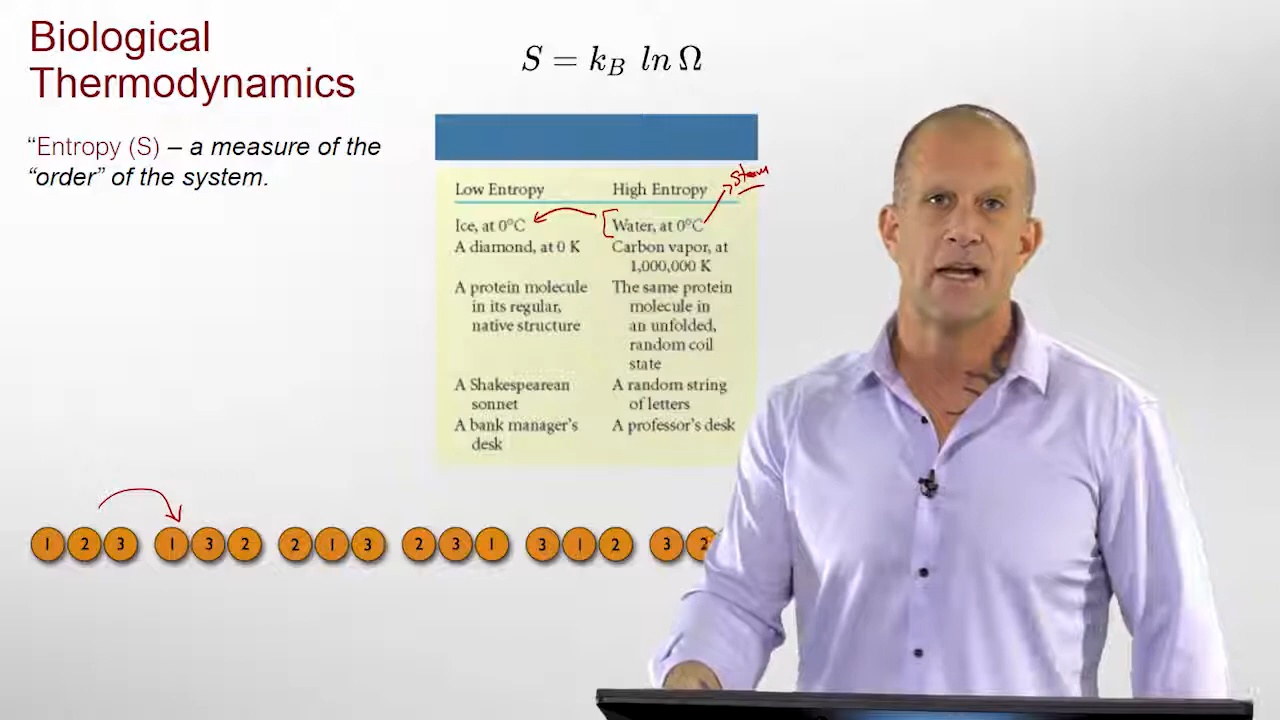 Biological
Thermodynamics
S = k_B ln Ω
“Entropy (S) – a measure of the
“order” of the system.
steam
Low Entropy High Entropy
Ice, at 0°C Water, at 0°C
A diamond, at 0 K Carbon vapor, at
1,000,000 K
A protein molecule The same protein
in its regular, molecule in
native structure an unfolded,
random coil
state
A Shakespearean A random string
sonnet of letters
A bank manager's A professor's desk
desk
1 2 3 1 3 2 2 1 3 2 3 1 3 1 2 3 2